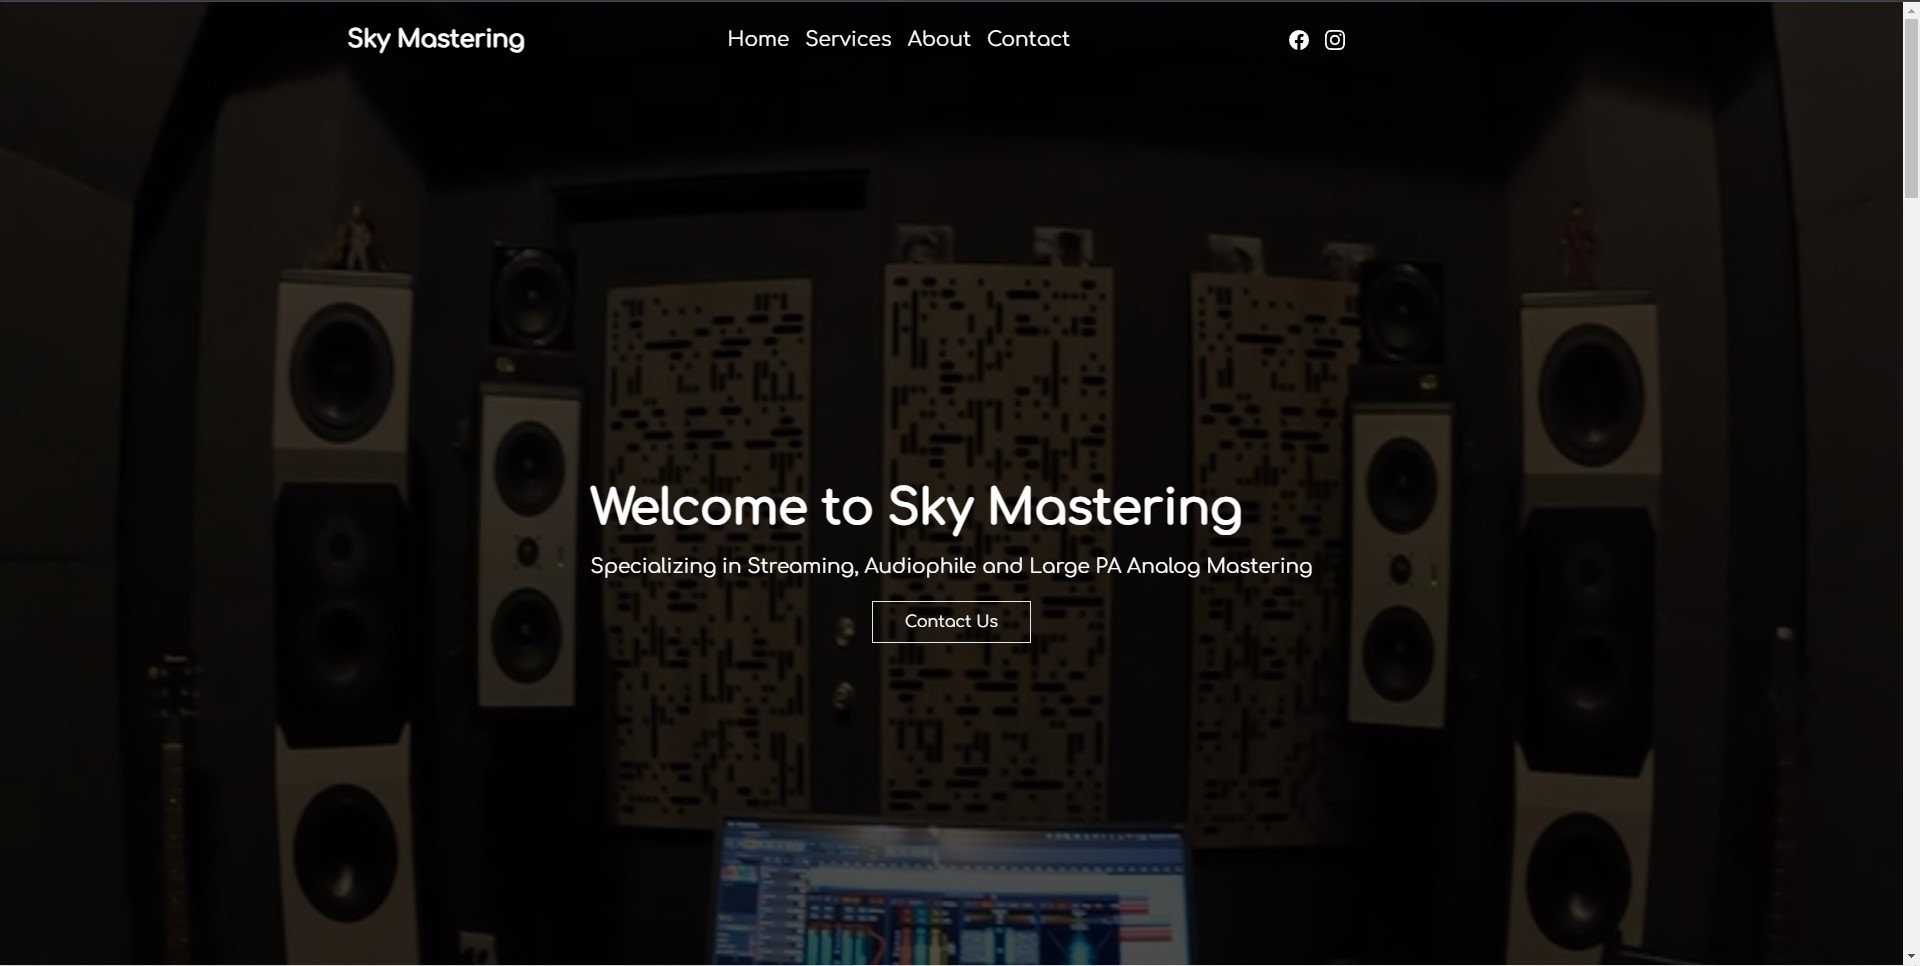 Sky Mastering
Home Services About Contact
Welcome to Sky Mastering
Specializing in Streaming, Audiophile and Large PA Analog Mastering
Contact Us